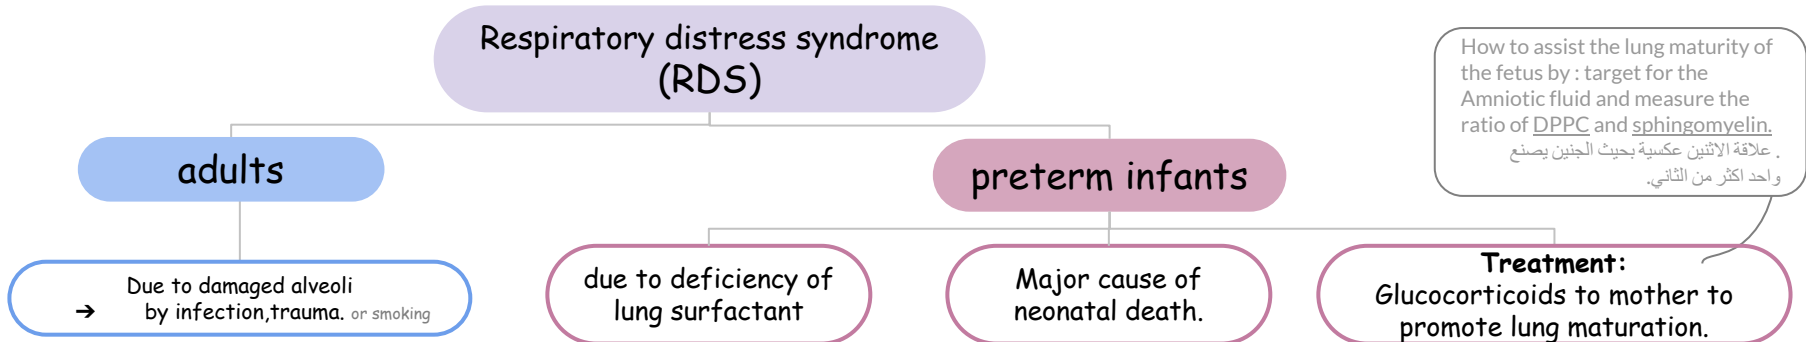 Respiratory distress syndrome
(RDS)
How to assist the lung maturity of
the fetus by : target for the
Amniotic fluid and measure the
ratio of DPPC and sphingomyelin.
. علاقة الاثنين عكسية بحيث الجنين يصنع
واحد اكثر من الثاني.
adults
preterm infants
Due to damaged alveoli
➔ by infection,trauma. or smoking
due to deficiency of
lung surfactant
Major cause of
neonatal death.
Treatment:
Glucocorticoids to mother to
promote lung maturation.